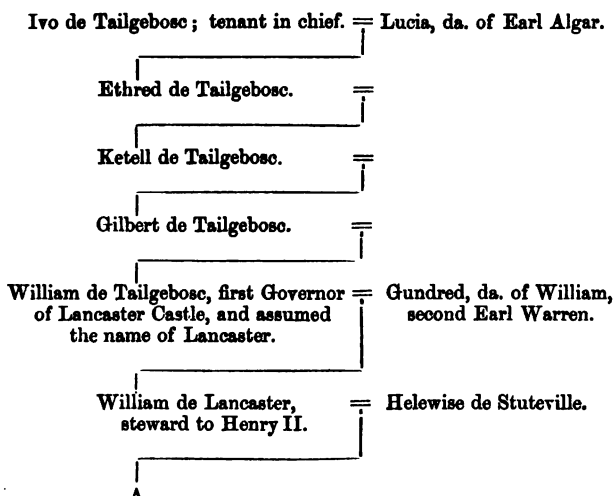 Ivo de Tailgebosc; tenant in chief. = Lucia, da. of Earl Algar.
Ethred de Tailgebosc. =
Ketell de Tailgebosc. =
Gilbert de Tailgebosc. =
William de Tailgebosc, first Governor = Gundred, da. of William,
of Lancaster Castle, and assumed second Earl Warren.
the name of Lancaster.
William de Lancaster, = Helewise de Stuteville.
steward to Henry II.
A